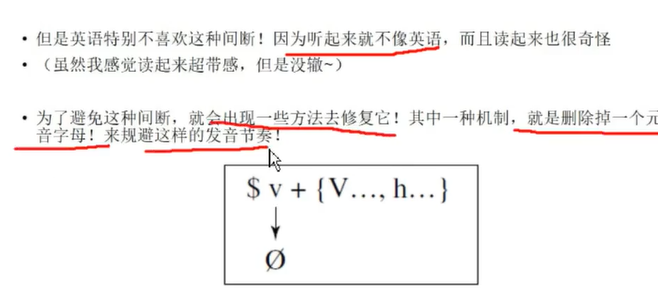 • 但是英语特别不喜欢这种间断！因为听起来就不像英语，而且读起来也很奇怪
• （虽然我感觉读起来超带感，但是没辙~）
• 为了避免这种间断，就会出现一些方法去修复它！其中一种机制，就是删除掉一个元
音字母！来规避这样的发音节奏！
$ v + {V…, h…}
↓
Ø